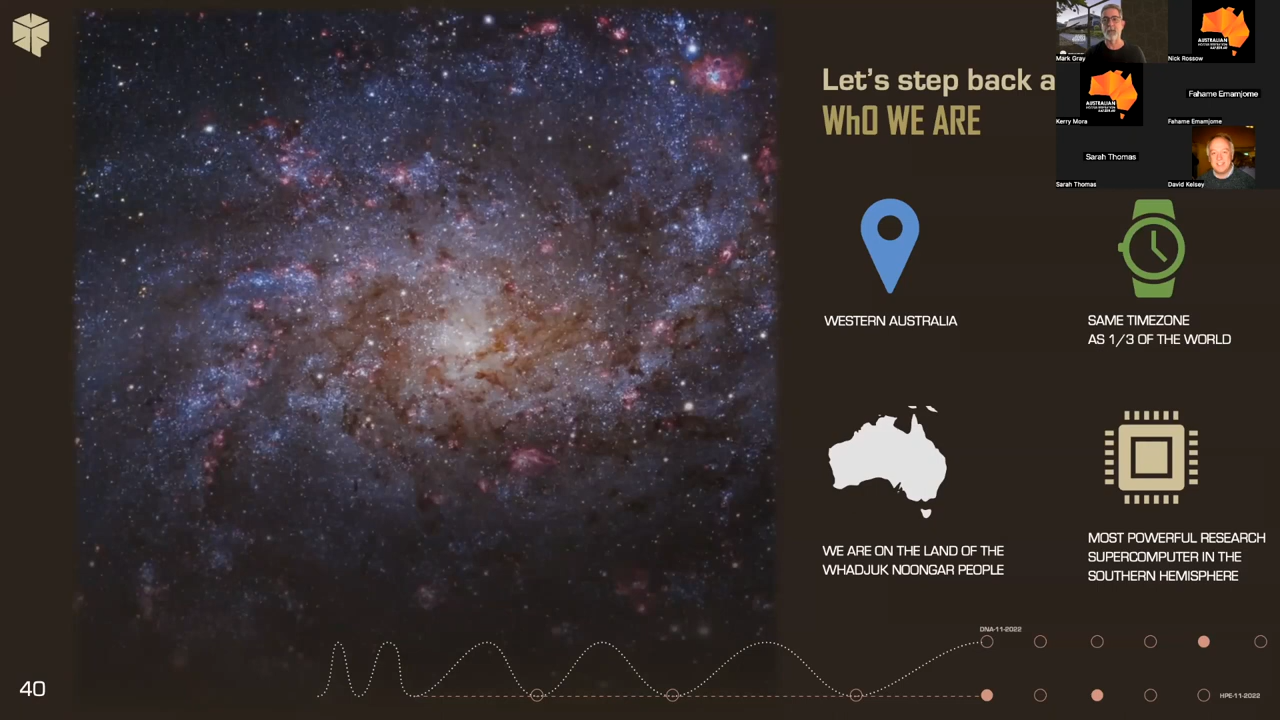 Let's step back a
WhO WE ARE
WESTERN AUSTRALIA
SAME TIMEZONE
AS 1/3 OF THE WORLD
WE ARE ON THE LAND OF THE
WHADJUK NOONGAR PEOPLE
MOST POWERFUL RESEARCH
SUPERCOMPUTER IN THE
SOUTHERN HEMISPHERE
DNA-11-2022
HPE-11-2022
40
Mark Gray
AUSTRALIAN
Nick Rossow
AUSTRALIAN
Kerry Mora
Fahame Emamjome
Fahame Emamjome
Sarah Thomas
Sarah Thomas
David Kelsey